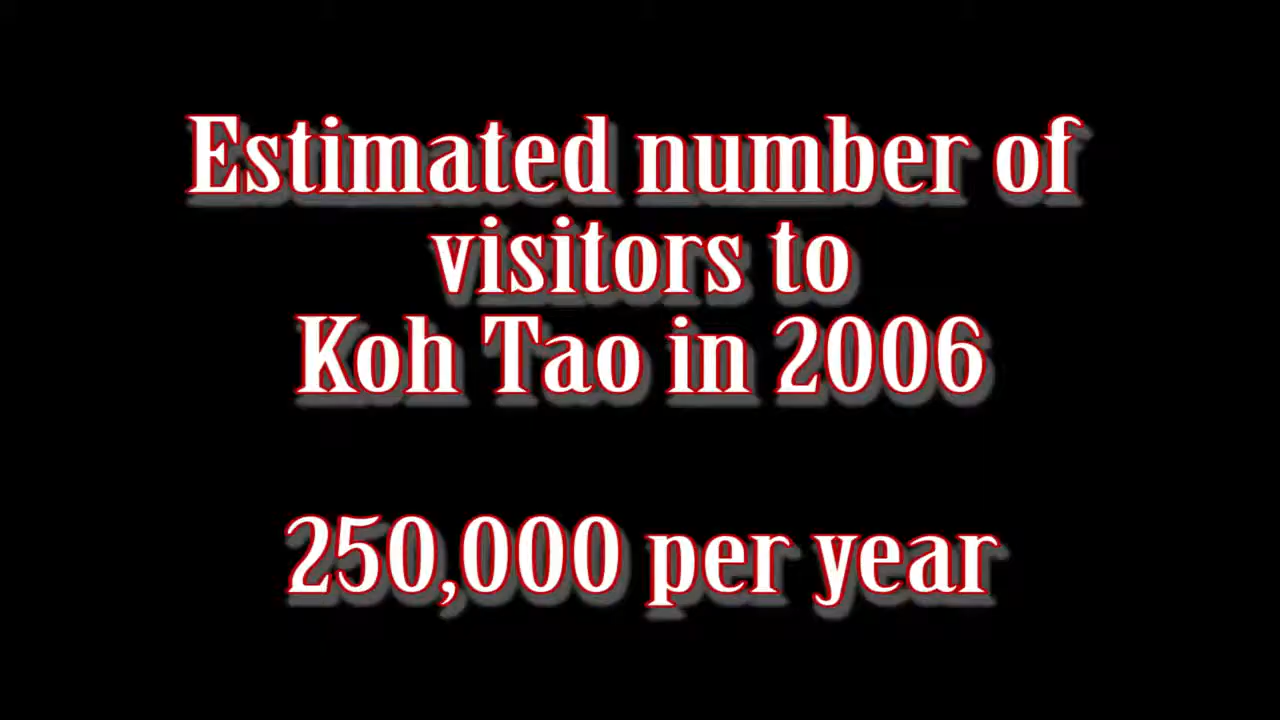 Estimated number of
visitors to
Koh Tao in 2006
250,000 per year